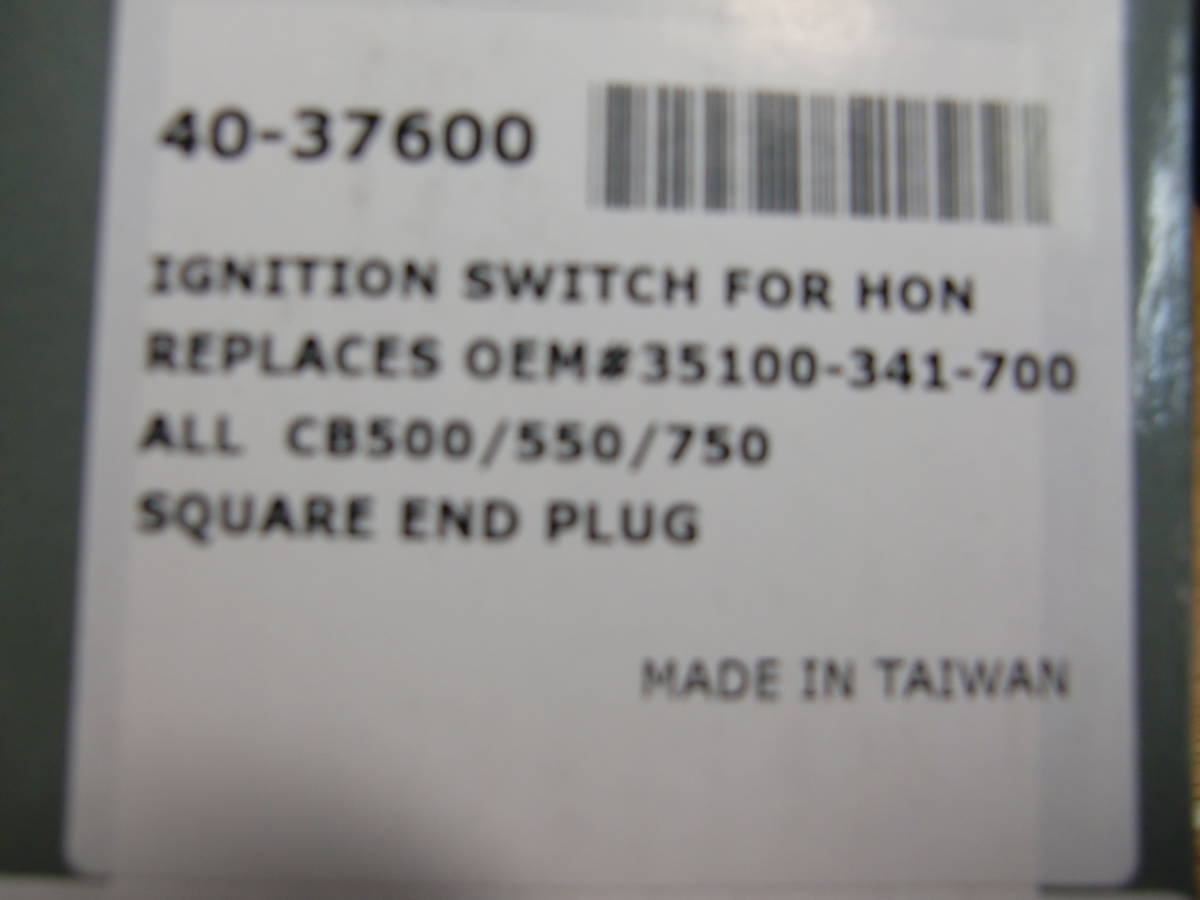 40-37600
IGNITION SWITCH FOR HON
REPLACES OEM#35100-341-700
ALL CB500/550/750
SQUARE END PLUG
MADE IN TAIWAN